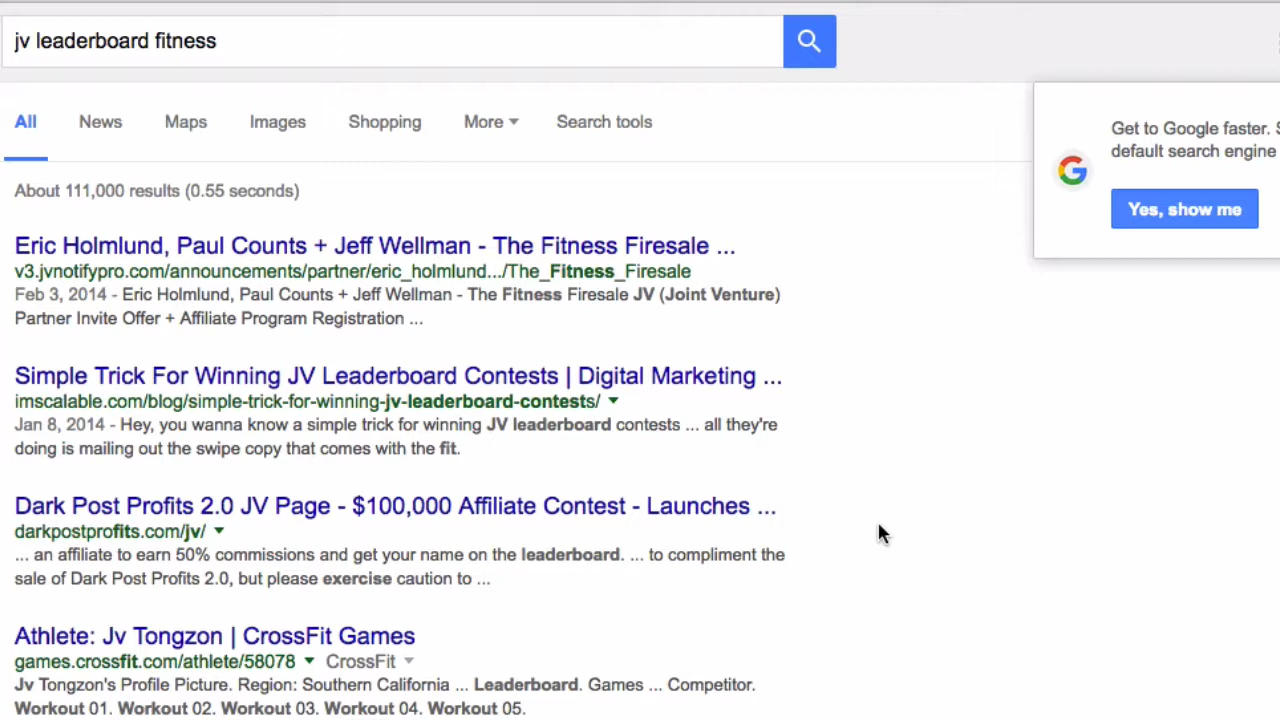 jv leaderboard fitness
All News Maps Images Shopping More Search tools
Get to Google faster.
default search engine
Yes, show me
About 111,000 results (0.55 seconds)
Eric Holmlund, Paul Counts + Jeff Wellman - The Fitness Firesale ...
v3.jvnotifypro.com/announcements/partner/eric_holmlund.../The_Fitness_Firesale
Feb 3, 2014 - Eric Holmlund, Paul Counts + Jeff Wellman - The Fitness Firesale JV (Joint Venture)
Partner Invite Offer + Affiliate Program Registration ...
Simple Trick For Winning JV Leaderboard Contests | Digital Marketing ...
imscalable.com/blog/simple-trick-for-winning-jv-leaderboard-contests/
Jan 8, 2014 - Hey, you wanna know a simple trick for winning JV leaderboard contests ... all they're
doing is mailing out the swipe copy that comes with the fit.
Dark Post Profits 2.0 JV Page - $100,000 Affiliate Contest - Launches ...
darkpostprofits.com/jv/
... an affiliate to earn 50% commissions and get your name on the leaderboard. ... to compliment the
sale of Dark Post Profits 2.0, but please exercise caution to ...
Athlete: Jv Tongzon | CrossFit Games
games.crossfit.com/athlete/58078 CrossFit
Jv Tongzon's Profile Picture. Region: Southern California ... Leaderboard. Games ... Competitor.
Workout 01. Workout 02. Workout 03. Workout 04. Workout 05.